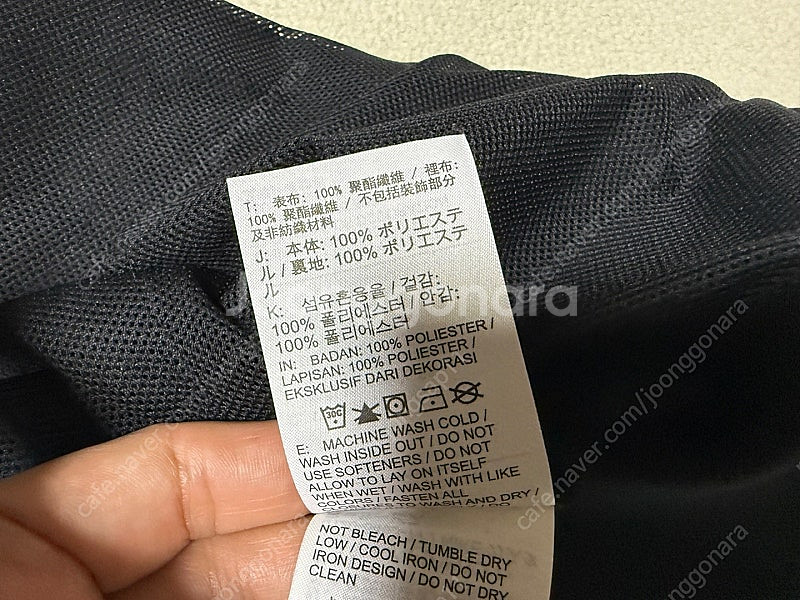 T: 表布: 100% 聚酯纖維 / 裡布:
100% 聚酯纖維 / 不包括裝飾部分
及非紡織材料
J: 本体: 100% ポリエステ
ル / 裏地: 100% ポリエステ
ル
K: 섬유혼용율 / 겉감:
100% 폴리에스터 / 안감:
100% 폴리에스터
IN: BADAN: 100% POLIESTER /
LAPISAN: 100% POLIESTER /
EKSKLUSIF DARI DEKORASI
30C
E: MACHINE WASH COLD /
WASH INSIDE OUT / DO NOT
USE SOFTENERS / DO NOT
ALLOW TO LAY ON ITSELF
WHEN WET / WASH WITH LIKE
COLORS / FASTEN ALL
CLOSURES TO WASH AND DRY /
NOT BLEACH / TUMBLE DRY
LOW / COOL IRON / DO NOT
IRON DESIGN / DO NOT DRY
CLEAN
Joonggonara
cafe.naver.com/joonggonara